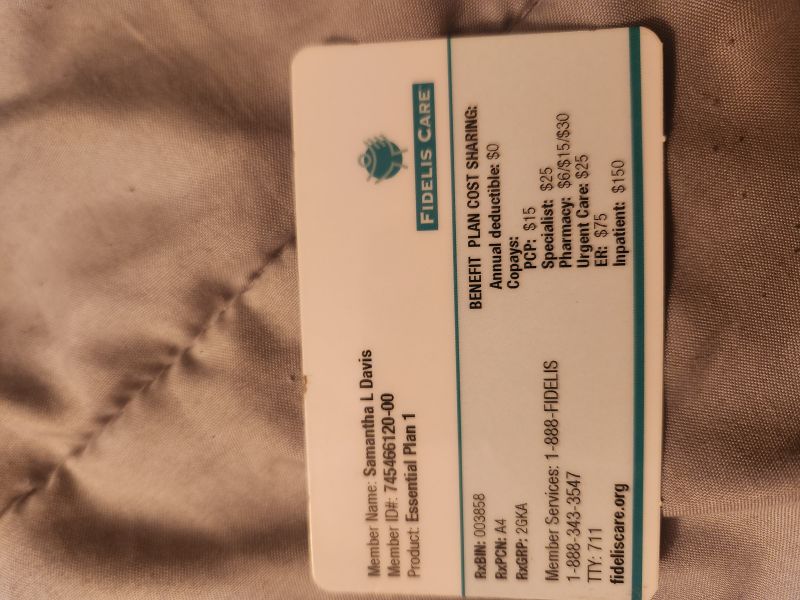 FIDELIS CARE
Member Name: Samantha L Davis
Member ID#: 745466120-00
Product: Essential Plan 1
RxBIN: 003858
RxPCN: A4
RxGRP: 2GKA
Member Services: 1-888-FIDELIS
1-888-343-3547
TTY: 711
fideliscare.org
BENEFIT PLAN COST SHARING:
Annual deductible: $0
Copays:
PCP: $15
Specialist: $25
Pharmacy: $6/$15/$30
Urgent Care: $25
ER: $75
Inpatient: $150